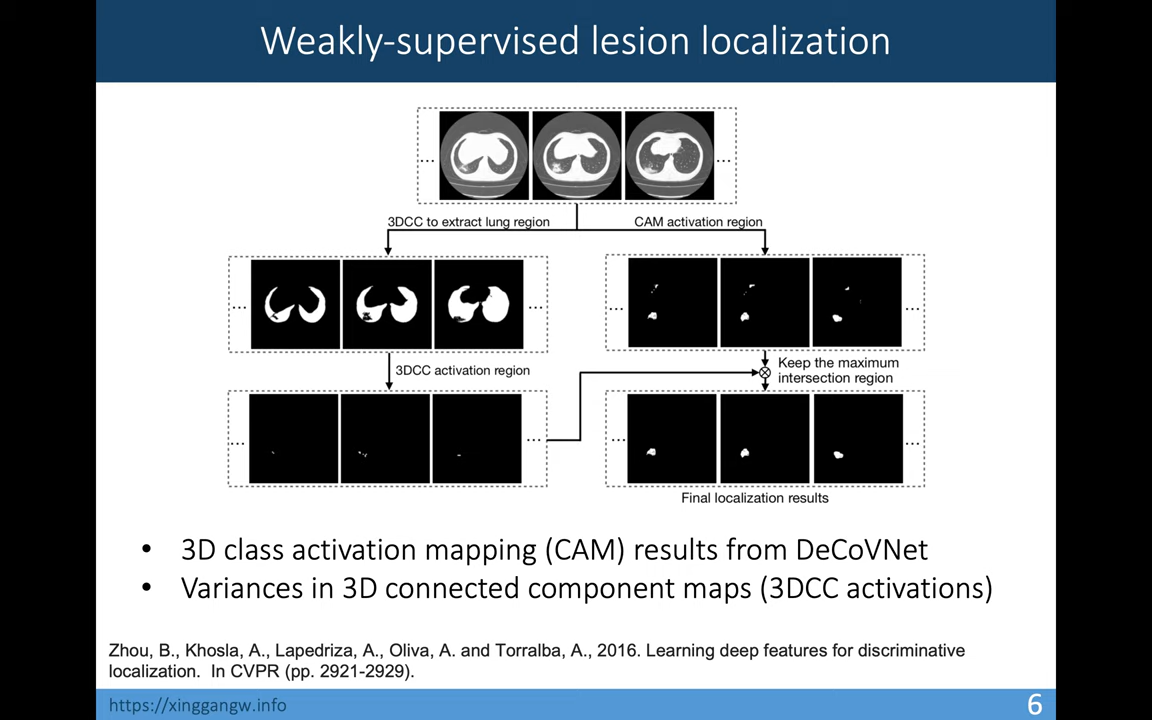 Weakly-supervised lesion localization
... ...
3DCC to extract lung region
CAM activation region
... ...
... ...
3DCC activation region
Keep the maximum
intersection region
... ...
... ...
Final localization results
• 3D class activation mapping (CAM) results from DeCoVNet
• Variances in 3D connected component maps (3DCC activations)
Zhou, B., Khosla, A., Lapedriza, A., Oliva, A. and Torralba, A., 2016. Learning deep features for discriminative
localization. In CVPR (pp. 2921-2929).
https://xinggangw.info
6